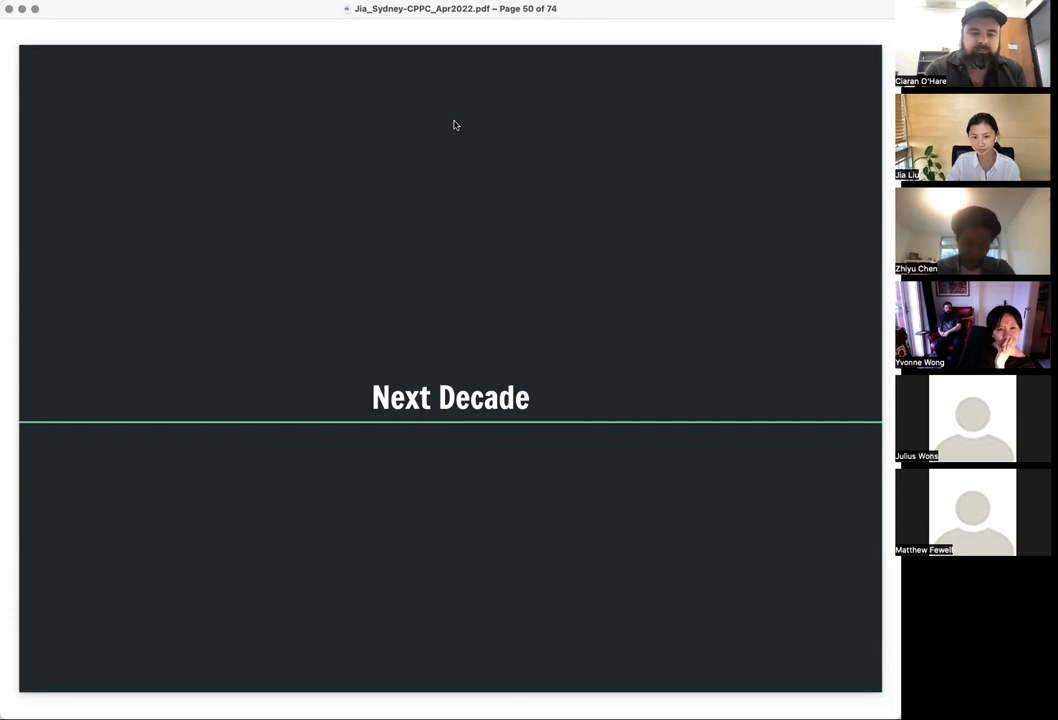 Jia_Sydney-CPPC_Apr2022.pdf – Page 50 of 74
Next Decade
Ciaran O'Hare
Jia Liu
Zhiyu Chen
Yvonne Wong
Julius Wons
Matthew Fewell